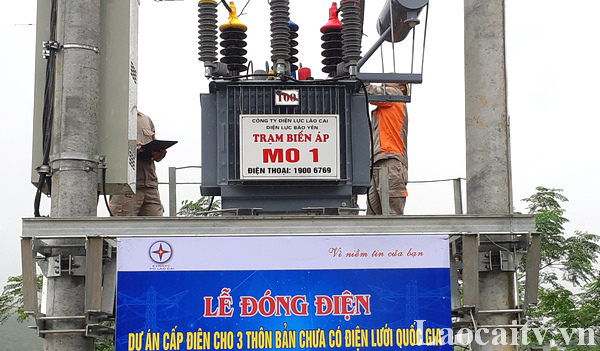 100
CÔNG TY ĐIỆN LỰC LÀO CAI
ĐIỆN LỰC BẢO YÊN
TRẠM BIẾN ÁP
MO 1
ĐIỆN THOẠI: 1900 6769
Vì niềm tin của bạn
LỄ ĐÓNG ĐIỆN
DỰ ÁN CẤP ĐIỆN CHO 3 THÔN BẢN CHƯA CÓ ĐIỆN LƯỚI QUỐC GIA
Laocaitv.vn